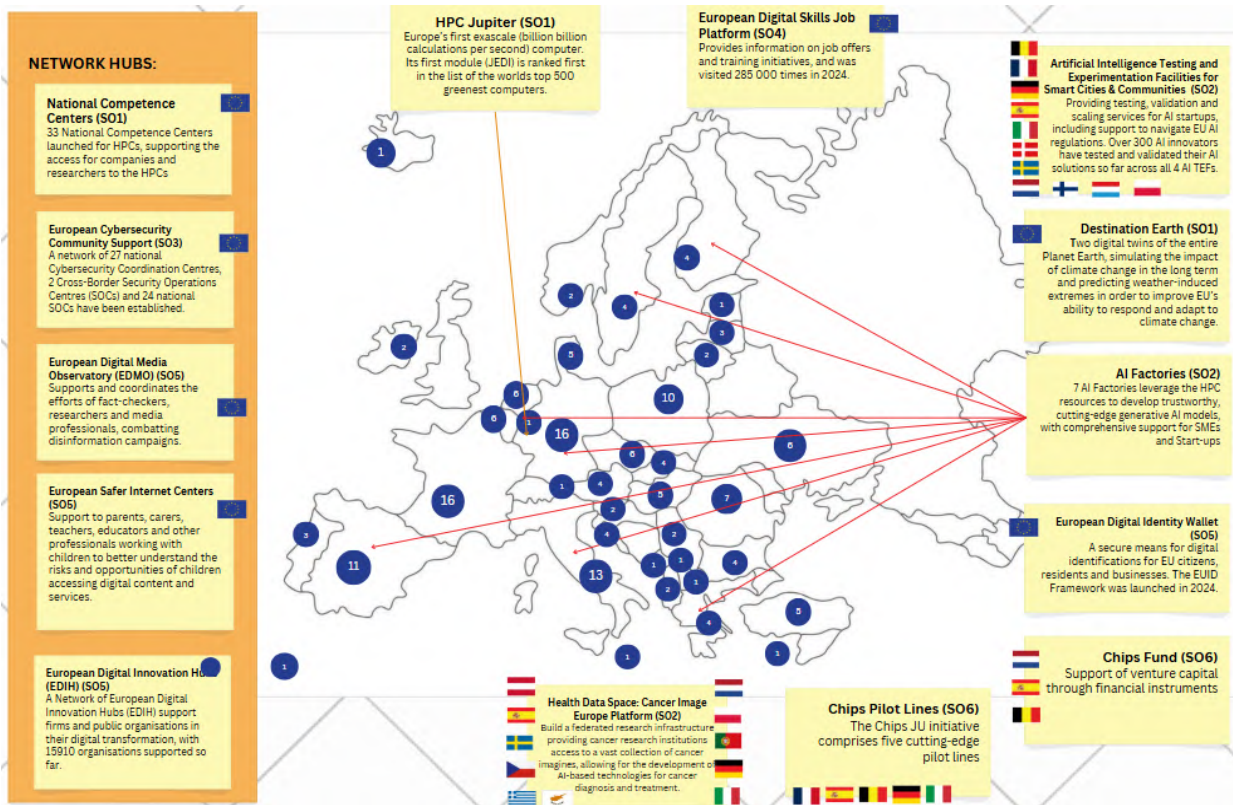 NETWORK HUBS:
National Competence
Centers (SO1)
33 National Competence Centers
launched for HPCs, supporting the
access for companies and
researchers to the HPCs
European Cybersecurity
Community Support (SO3)
A network of 27 national
Cybersecurity Coordination Centres,
2 Cross-Border Security Operations
Centres (SOCs) and 24 national
SOCs have been established.
European Digital Media
Observatory (EDMO) (SO5)
Supports and coordinates the
efforts of fact-checkers,
researchers and media
professionals, combatting
disinformation campaigns.
European Safer Internet Centers
(SO5)
Support to parents, carers,
teachers, educators and other
professionals working with
children to better understand the
risks and opportunities of children
accessing digital content and
services.
European Digital Innovation
(EDIH) (SO5)
A Network of European Digital
Innovation Hubs (EDIH) support
firms and public organisations in
their digital transformation, with
15910 organisations supported so
far.
HPC Jupiter (SO1)
Europe's first exascale (billion billion
calculations per second) computer.
Its first module (JEDI) is ranked first
in the list of the worlds top 500
greenest computers.
European Digital Skills Job
Platform (SO4)
Provides information on job offers
and training initiatives, and was
visited 285 000 times in 2024.
Artificial Intelligence Testing and
Experimentation Facilities for
Smart Cities & Communities (SO2)
Providing testing, validation and
scaling services for AI startups,
including support to navigate EU AI
regulations. Over 300 AI innovators
have tested and validated their AI
solutions so far across all 4 AI TEFs.
Destination Earth (SO1)
Two digital twins of the entire
Planet Earth, simulating the impact
of climate change in the long term
and predicting weather-induced
extremes in order to improve EU's
ability to respond and adapt to
climate change.
AI Factories (SO2)
7 AI Factories leverage the HPC
resources to develop trustworthy,
cutting-edge generative AI models,
with comprehensive support for SMEs
and Start-ups
European Digital Identity Wallet
(SO5)
A secure means for digital
identifications for EU citizens,
residents and businesses. The EUID
Framework was launched in 2024.
Chips Fund (SO6)
Support of venture capital
through financial instruments
Chips Pilot Lines (SO6)
The Chips JU initiative
comprises five cutting-edge
pilot lines
Health Data Space: Cancer Image
Europe Platform (SO2)
Build a federated research infrastructure
providing cancer research institutions
access to a vast collection of cancer
imagines, allowing for the development of
AI-based technologies for cancer
diagnosis and treatment.
1
4
2
4
1
3
2
2
5
10
1
16
4
1
4
16
7
2
3
4
2
11
1
1
4
13
2
1
4
1
1
1